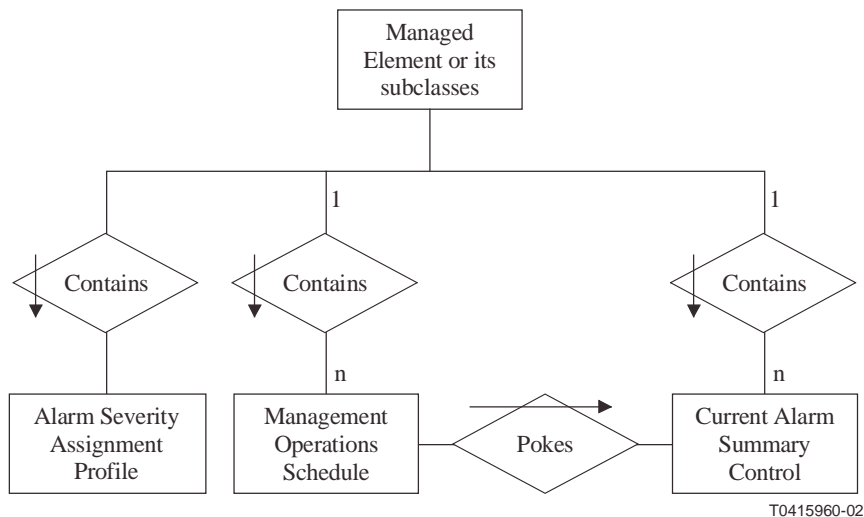 Managed
Element or its
subclasses
1
1
Contains
Contains
Contains
n
n
Alarm Severity
Assignment
Profile
Management
Operations
Schedule
Pokes
Current Alarm
Summary
Control
T0415960-02